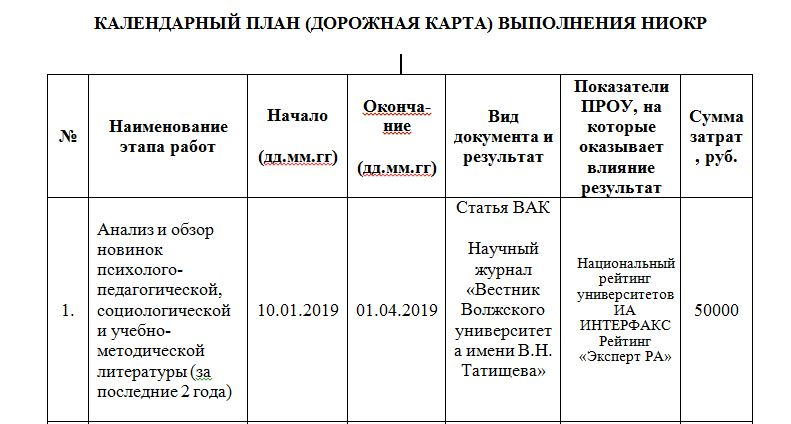 КАЛЕНДАРНЫЙ ПЛАН (ДОРОЖНАЯ КАРТА) ВЫПОЛНЕНИЯ НИОКР
№
Наименование
этапа работ
Начало
(дд.мм.гг)
Оконча-
ние
(дд.мм.гг)
Вид
документа и
результат
Показатели
ПРОУ, на
которые
оказывает
влияние
результат
Сумма
затрат
, руб.
1.
Анализ и обзор
новинок
психолого-
педагогической,
социологической
и учебно-
методической
литературы (за
последние 2 года)
10.01.2019
01.04.2019
Статья ВАК
Научный
журнал
«Вестник
Волжского
университет
а имени В.Н.
Татищева»
Национальный
рейтинг
университетов
ИА
ИНТЕРФАКС
Рейтинг
«Эксперт РА»
50000